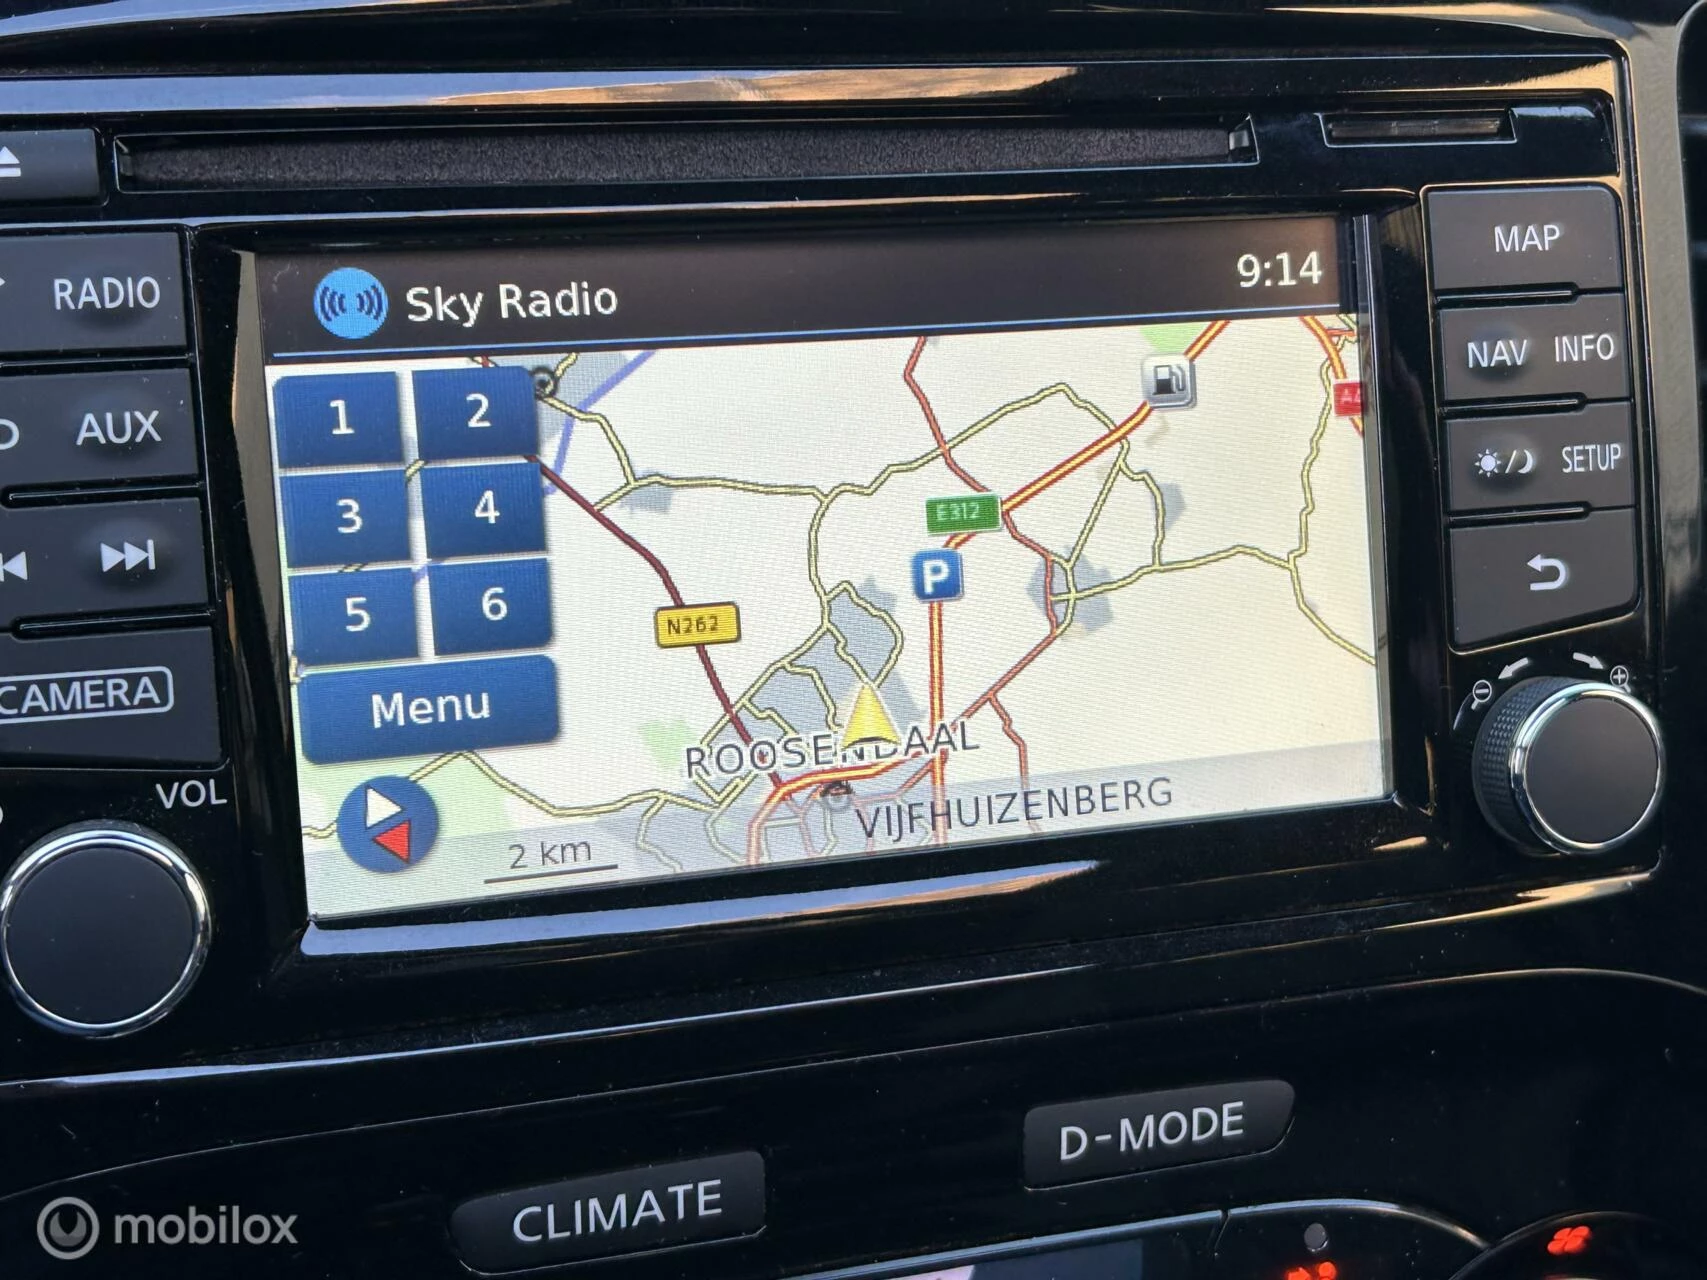 Sky Radio
9:14
RADIO
AUX
CAMERA
VOL
1
2
3
4
5
6
Menu
2 km
N262
E312
P
ROOSENDAAL
VIJFHUIZENBERG
MAP
NAV INFO
SETUP
D-MODE
CLIMATE
mobilox